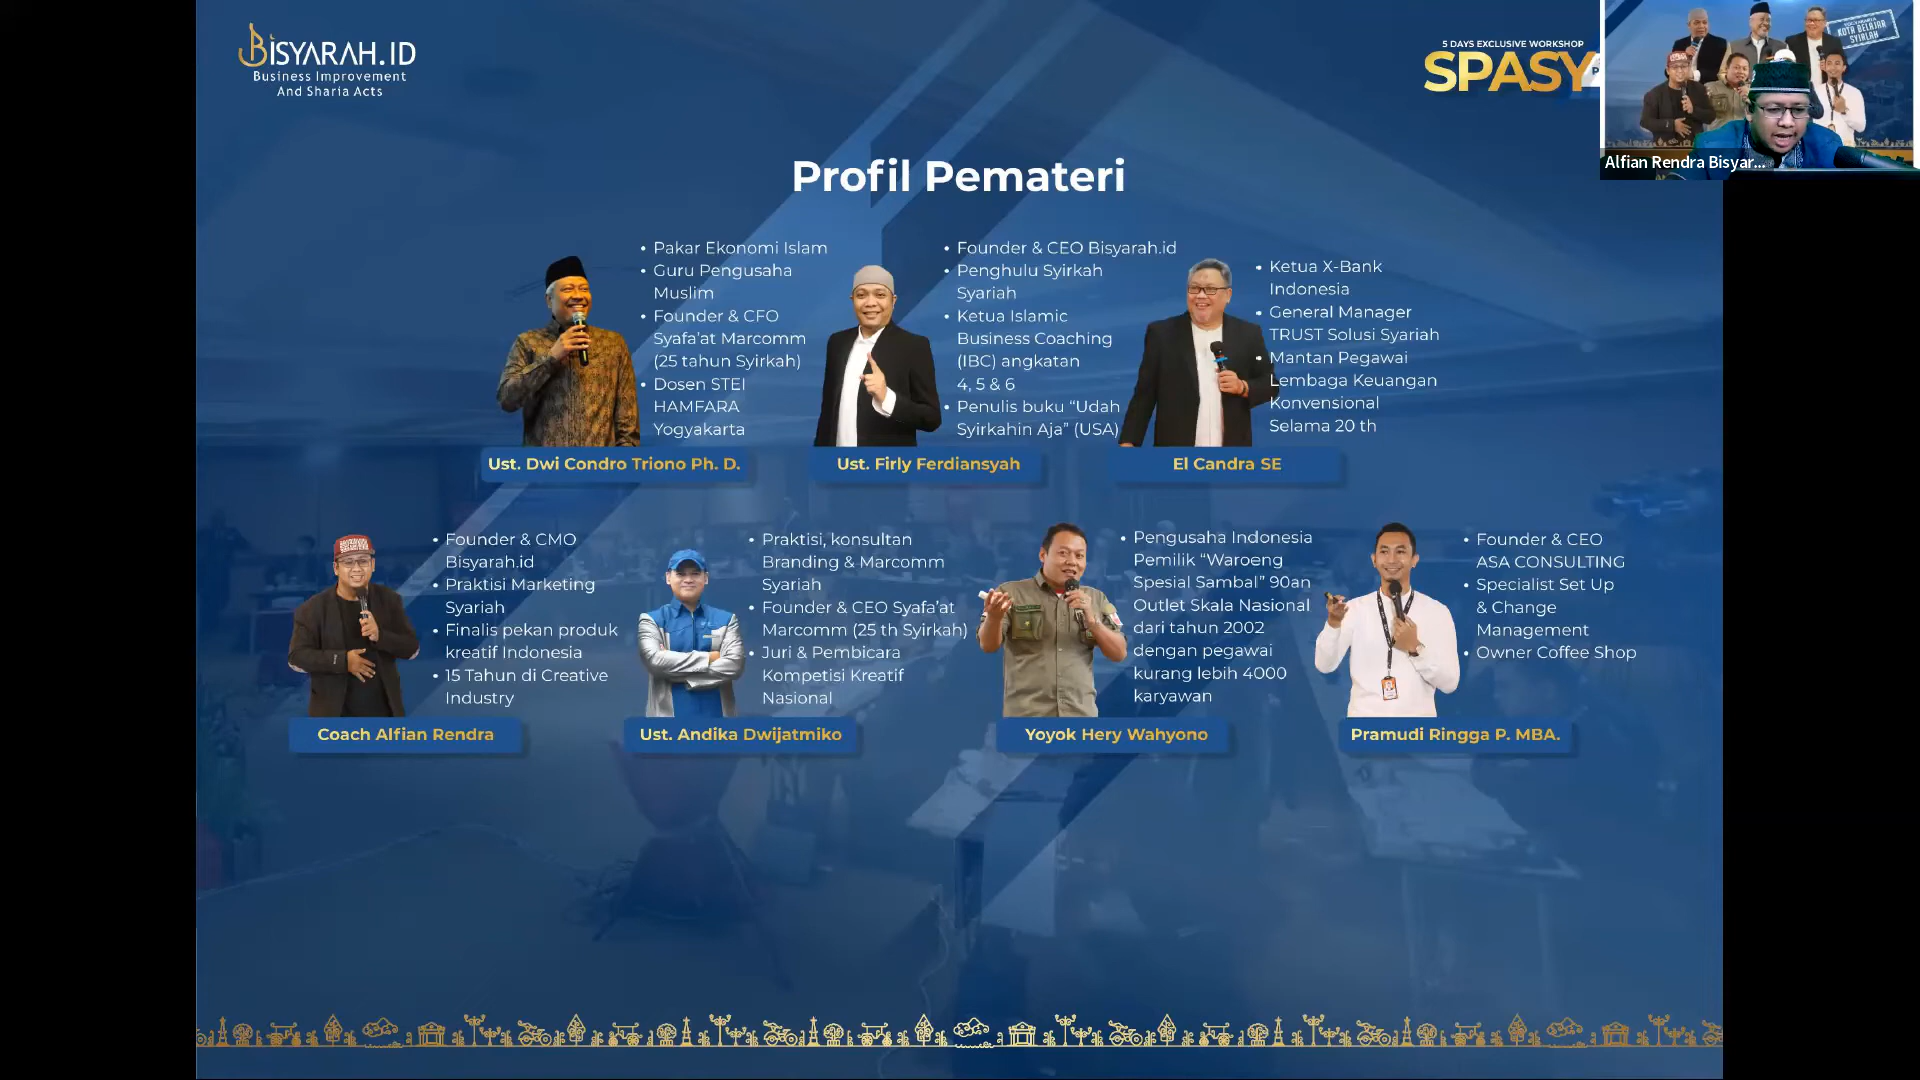 BISYARAH.ID
Business Improvement
And Sharia Acts
5 DAYS EXCLUSIVE WORKSHOP
SPASY
KOTA BELAJAR
SYIRKAH
Alfian Rendra Bisyar...
Profil Pemateri
• Pakar Ekonomi Islam
• Guru Pengusaha
Muslim
• Founder & CFO
Syafa'at Marcomm
(25 tahun Syirkah)
• Dosen STEI
HAMFARA
Yogyakarta
Ust. Dwi Condro Triono Ph. D.
• Founder & CEO Bisyarah.id
• Penghulu Syirkah
Syariah
• Ketua Islamic
Business Coaching
(IBC) angkatan
4, 5 & 6
• Penulis buku “Udah
Syirkahin Aja” (USA)
Ust. Firly Ferdiansyah
• Ketua X-Bank
Indonesia
• General Manager
TRUST Solusi Syariah
• Mantan Pegawai
Lembaga Keuangan
Konvensional
Selama 20 th
El Candra SE
• Founder & CMO
Bisyarah.id
• Praktisi Marketing
Syariah
• Finalis pekan produk
kreatif Indonesia
• 15 Tahun di Creative
Industry
Coach Alfian Rendra
• Praktisi, konsultan
Branding & Marcomm
Syariah
• Founder & CEO Syafa'at
Marcomm (25 th Syirkah)
• Juri & Pembicara
Kompetisi Kreatif
Nasional
Ust. Andika Dwijatmiko
• Pengusaha Indonesia
Pemilik “Waroeng
Spesial Sambal” 90an
Outlet Skala Nasional
dari tahun 2002
dengan pegawai
kurang lebih 4000
karyawan
Yoyok Hery Wahyono
• Founder & CEO
ASA CONSULTING
• Specialist Set Up
& Change
Management
• Owner Coffee Shop
Pramudi Ringga P. MBA.